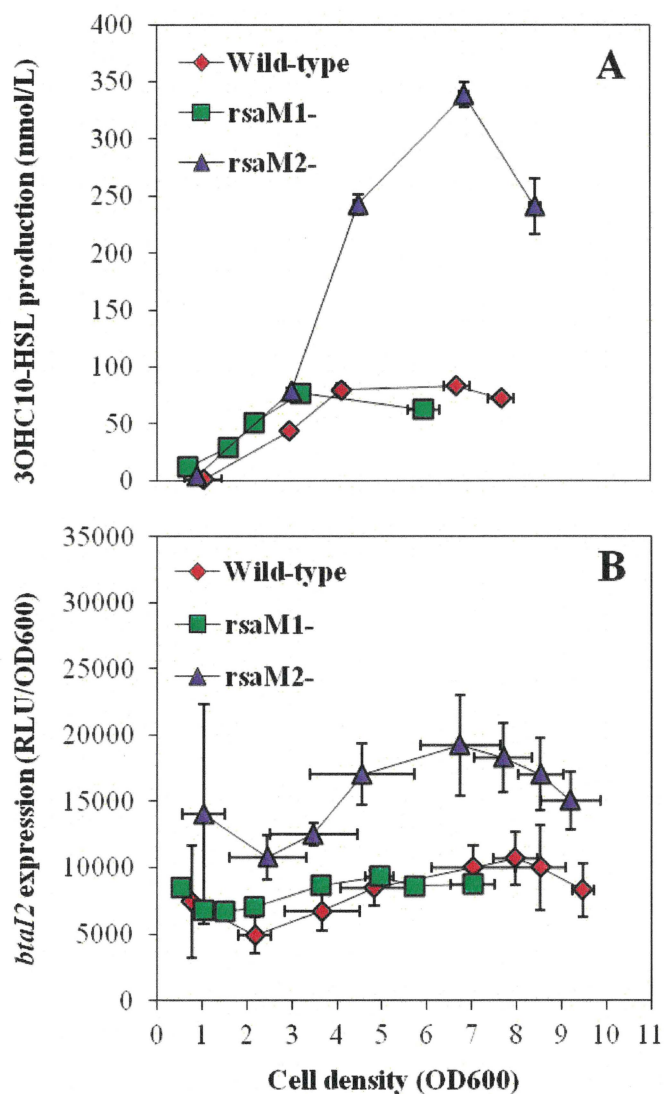 400
350
300
250
200
150
100
50
0
3OHC10-HSL production (nmol/L)
Wild-type
rsaM1-
rsaM2-
A
35000
30000
25000
20000
15000
10000
5000
0
btaI2 expression (RLU/OD600)
Wild-type
rsaM1-
rsaM2-
B
0 1 2 3 4 5 6 7 8 9 10 11
Cell density (OD600)